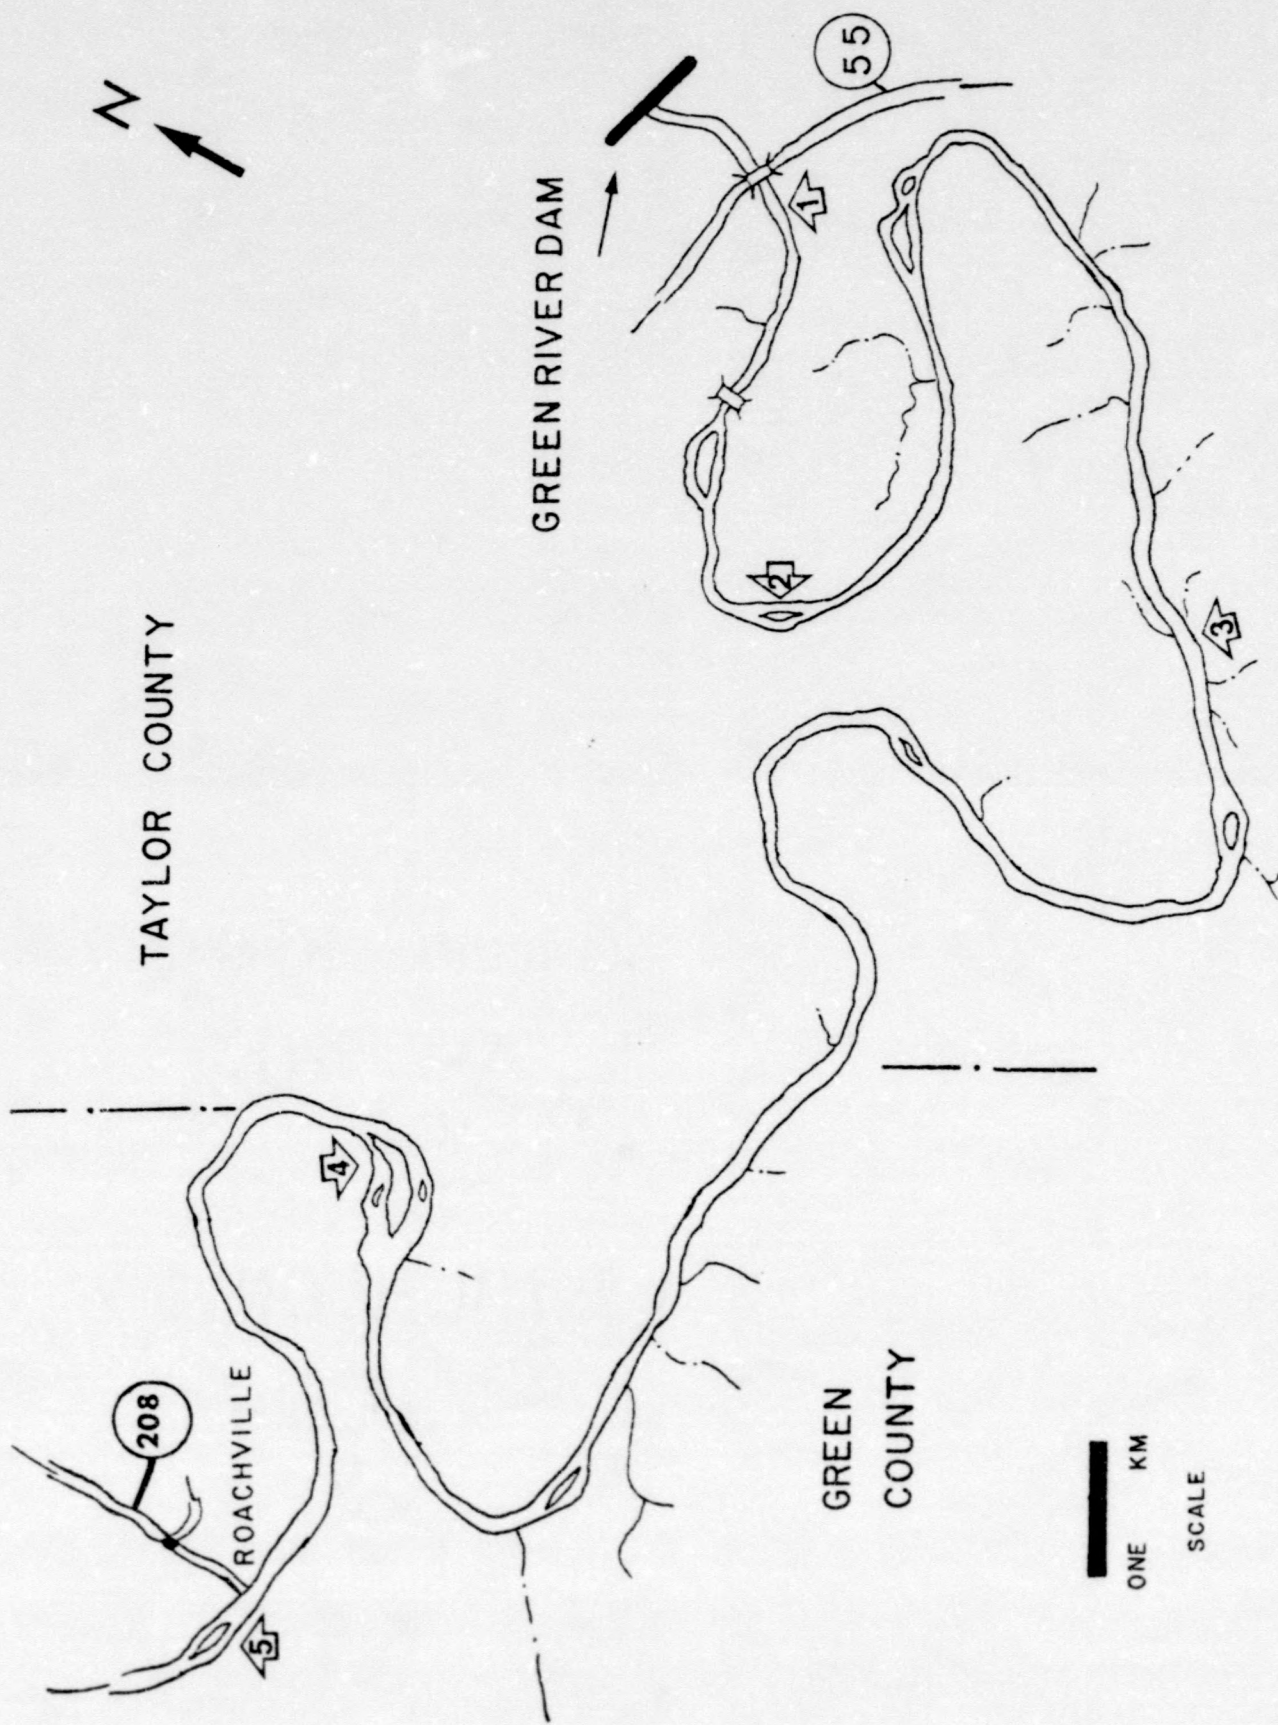 N
TAYLOR COUNTY
GREEN RIVER DAM
55
1
2
3
4
5
208
ROACHVILLE
GREEN
COUNTY
ONE KM
SCALE